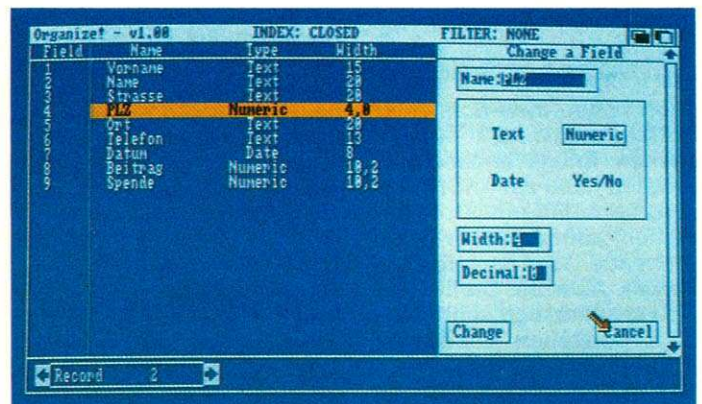 Organize! - v1.00 INDEX: CLOSED FILTER: NONE
Field Name Type Width
1 Vorname Text 15
2 Name Text 20
3 Strasse Text 20
4 PLZ Numeric 4,0
5 Ort Text 20
6 Telefon Text 13
7 Datum Date 8
8 Beitrag Numeric 10,2
9 Spende Numeric 10,2
Record 2
Change a Field
Name:PLZ
Text Numeric
Date Yes/No
Width:4
Decimal:0
Change Cancel